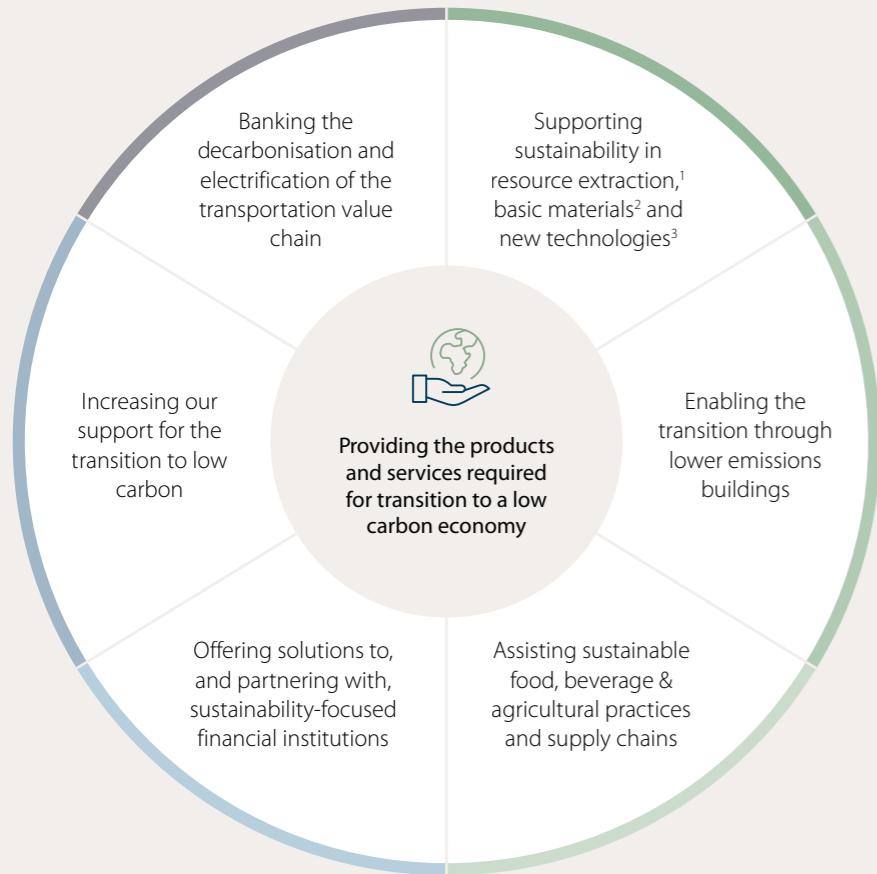 Banking the
decarbonisation and
electrification of the
transportation value
chain
Supporting
sustainability in
resource extraction,¹
basic materials² and
new technologies³
Increasing our
support for the
transition to low
carbon
Providing the products
and services required
for transition to a low
carbon economy
Enabling the
transition through
lower emissions
buildings
Offering solutions to,
and partnering with,
sustainability-focused
financial institutions
Assisting sustainable
food, beverage &
agricultural practices
and supply chains